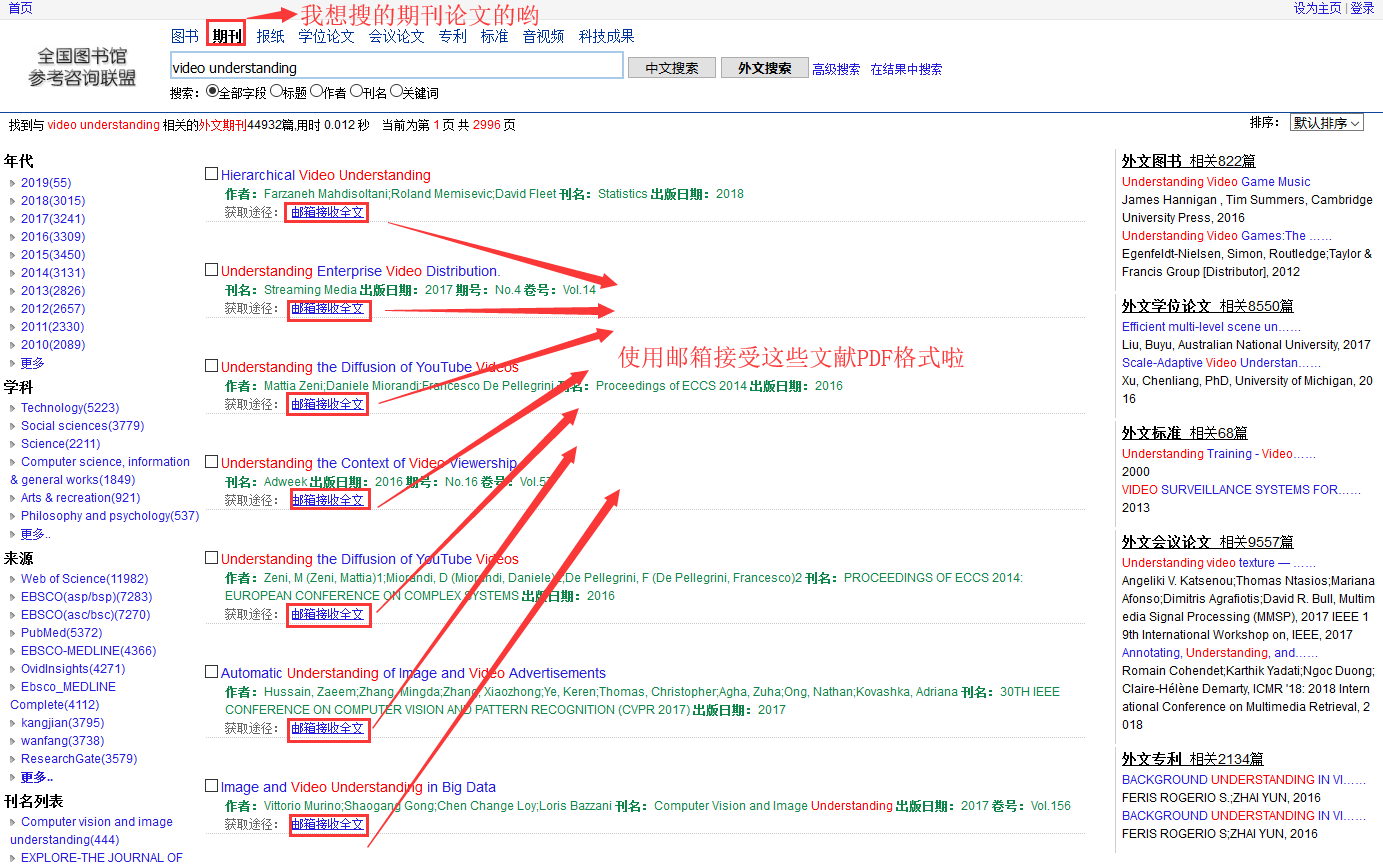 首页
设为主页 | 登录
我想搜的期刊论文的哟
图书 期刊 报纸 学位论文 会议论文 专利 标准 音视频 科技成果
全国图书馆
参考咨询联盟
video understanding
中文搜索 外文搜索 高级搜索 在结果中搜索
搜索: 全部字段 标题 作者 刊名 关键词
找到与 video understanding 相关的外文期刊44932篇,用时 0.012 秒 当前为第 1 页 共 2996 页
排序: 默认排序
年代
2019(55)
2018(3015)
2017(3241)
2016(3309)
2015(3450)
2014(3131)
2013(2826)
2012(2657)
2011(2330)
2010(2089)
更多
学科
Technology(5223)
Social sciences(3779)
Science(2211)
Computer science, information
& general works(1849)
Arts & recreation(921)
Philosophy and psychology(537)
更多..
来源
Web of Science(11982)
EBSCO(asp/bsp)(7283)
EBSCO(asc/bsc)(7270)
PubMed(5372)
EBSCO-MEDLINE(4366)
OvidInsights(4271)
Ebsco_MEDLINE
Complete(4112)
kangjian(3795)
wanfang(3738)
ResearchGate(3579)
更多..
刊名列表
Computer vision and image
understanding(444)
EXPLORE-THE JOURNAL OF
Hierarchical Video Understanding
作者: Farzaneh Mahdisoltani;Roland Memisevic;David Fleet 刊名: Statistics 出版日期: 2018
获取途径: 邮箱接收全文
Understanding Enterprise Video Distribution.
刊名: Streaming Media 出版日期: 2017 期号: No.4 卷号: Vol.14
获取途径: 邮箱接收全文
使用邮箱接受这些文献PDF格式啦
Understanding the Diffusion of YouTube Videos
作者: Mattia Zeni;Daniele Miorandi;Francesco De Pellegrini 刊名: Proceedings of ECCS 2014 出版日期: 2016
获取途径: 邮箱接收全文
Understanding the Context of Video Viewership
刊名: Adweek 出版日期: 2016 期号: No.16 卷号: Vol.57
获取途径: 邮箱接收全文
Understanding the Diffusion of YouTube Videos
作者: Zeni, M (Zeni, Mattia)1;Miorandi, D (Miorandi, Daniele) ;De Pellegrini, F (De Pellegrini, Francesco)2 刊名: PROCEEDINGS OF ECCS 2014:
EUROPEAN CONFERENCE ON COMPLEX SYSTEMS 出版日期: 2016
获取途径: 邮箱接收全文
Automatic Understanding of Image and Video Advertisements
作者: Hussain, Zaeem;Zhang, Mingda;Zhang, Xiaozhong;Ye, Keren;Thomas, Christopher;Agha, Zuha;Ong, Nathan;Kovashka, Adriana 刊名: 30TH IEEE
CONFERENCE ON COMPUTER VISION AND PATTERN RECOGNITION (CVPR 2017) 出版日期: 2017
获取途径: 邮箱接收全文
Image and Video Understanding in Big Data
作者: Vittorio Murino;Shaogang Gong;Chen Change Loy;Loris Bazzani 刊名: Computer Vision and Image Understanding 出版日期: 2017 卷号: Vol.156
获取途径: 邮箱接收全文
外文图书 相关822篇
Understanding Video Game Music
James Hannigan , Tim Summers, Cambridge
University Press, 2016
Understanding Video Games:The ……
Egenfeldt-Nielsen, Simon, Routledge;Taylor &
Francis Group [Distributor], 2012
外文学位论文 相关8550篇
Efficient multi-level scene un……
Liu, Buyu, Australian National University, 2017
Scale-Adaptive Video Understan……
Xu, Chenliang, PhD, University of Michigan, 20
16
外文标准 相关68篇
Understanding Training - Video……
2000
VIDEO SURVEILLANCE SYSTEMS FOR……
2013
外文会议论文 相关9557篇
Understanding video texture — ……
Angeliki V. Katsenou;Thomas Ntasios;Mariana
Afonso;Dimitris Agrafiotis;David R. Bull, Multim
edia Signal Processing (MMSP), 2017 IEEE 1
9th International Workshop on, IEEE, 2017
Annotating, Understanding, and……
Romain Cohendet;Karthik Yadati;Ngoc Duong;
Claire-Hélène Demarty, ICMR '18: 2018 Intern
ational Conference on Multimedia Retrieval, 2
018
外文专利 相关2134篇
BACKGROUND UNDERSTANDING IN VI……
FERIS ROGERIO S.;ZHAI YUN, 2016
BACKGROUND UNDERSTANDING IN VI……
FERIS ROGERIO S;ZHAI YUN, 2016